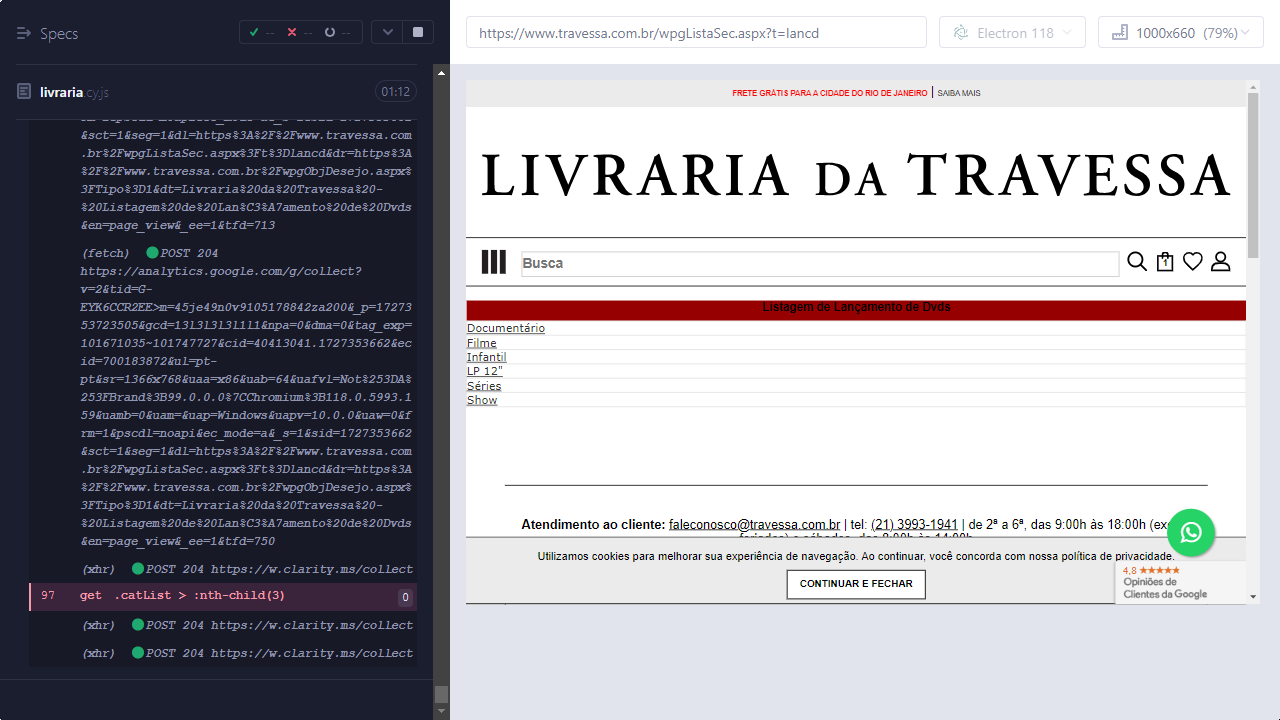 Specs
--
--
--
livraria.cy.js
01:12
&sct=1&seg=1&dl=https%3A%2F%2Fwww.travessa.com
.br%2FwpgListaSec.aspx%3Ft%3Dlancd&dr=https%3A
%2F%2Fwww.travessa.com.br%2FwpgObjDesejo.aspx%
3FTipo%3D1&dt=Livraria%20da%20Travessa%20-
%20Listagem%20de%20Lan%C3%A7amento%20de%20Dvds
&en=page_view&_ee=1&tfd=713
(fetch) POST 204
https://analytics.google.com/g/collect?
v=2&tid=G-
EYK6CCR2EE>m=45je49n0v9105178842za200&_p=17273
53723505&gcd=13l3l3l3l1l1&npa=0&dma=0&tag_exp=
101671035~101747727&cid=40413041.1727353662&ec
id=700183872&ul=pt-
pt&sr=1366x768&uaa=x86&uab=64&uafvl=Not%253DA%
253FBrand%3B99.0.0.0%7CChromium%3B118.0.5993.1
59&uamb=0&uam=&uap=Windows&uapv=10.0.0&uaw=0&f
rm=1&pscdl=noapi&ec_mode=a&_s=1&sid=1727353662
&sct=1&seg=1&dl=https%3A%2F%2Fwww.travessa.com
.br%2FwpgListaSec.aspx%3Ft%3Dlancd&dr=https%3A
%2F%2Fwww.travessa.com.br%2FwpgObjDesejo.aspx%
3FTipo%3D1&dt=Livraria%20da%20Travessa%20-
%20Listagem%20de%20Lan%C3%A7amento%20de%20Dvds
&en=page_view&_ee=1&tfd=750
(xhr) POST 204 https://w.clarity.ms/collect
97 get .catList > :nth-child(3) 0
(xhr) POST 204 https://w.clarity.ms/collect
(xhr) POST 204 https://w.clarity.ms/collect
https://www.travessa.com.br/wpgListaSec.aspx?t=lancd
Electron 118
1000x660 (79%)
FRETE GRÁTIS PARA A CIDADE DO RIO DE JANEIRO | SAIBA MAIS
LIVRARIA DA TRAVESSA
Busca
1
Listagem de Lançamento de Dvds
Documentário
Filme
Infantil
LP 12"
Séries
Show
Atendimento ao cliente: faleconosco@travessa.com.br | tel: (21) 3993-1941 | de 2ª a 6ª, das 9:00h às 18:00h (ex
Utilizamos cookies para melhorar sua experiência de navegação. Ao continuar, você concorda com nossa política de privacidade.
CONTINUAR E FECHAR
4,8 ★★★★★
Opiniões de
Clientes da Google